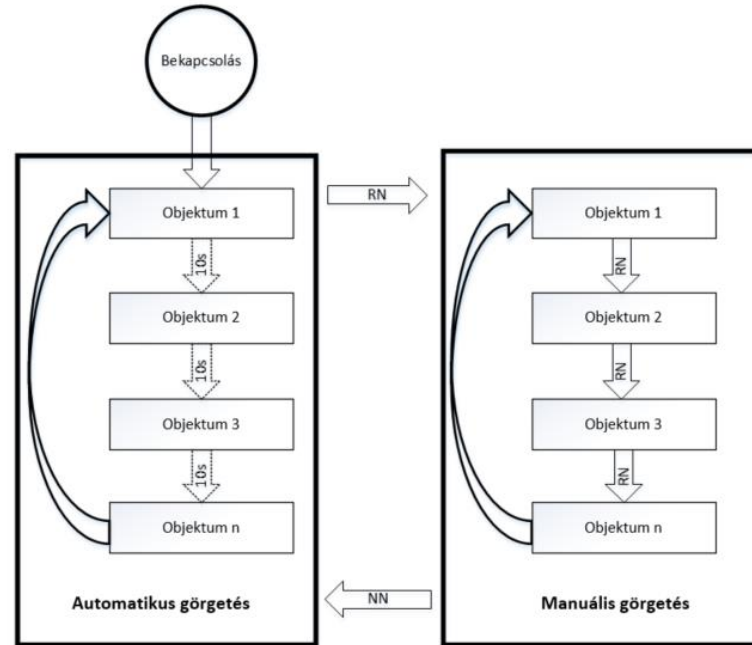 Bekapcsolás
Objektum 1
10s
Objektum 2
10s
Objektum 3
10s
Objektum n
Automatikus görgetés
RN
NN
Objektum 1
RN
Objektum 2
RN
Objektum 3
RN
Objektum n
Manuális görgetés